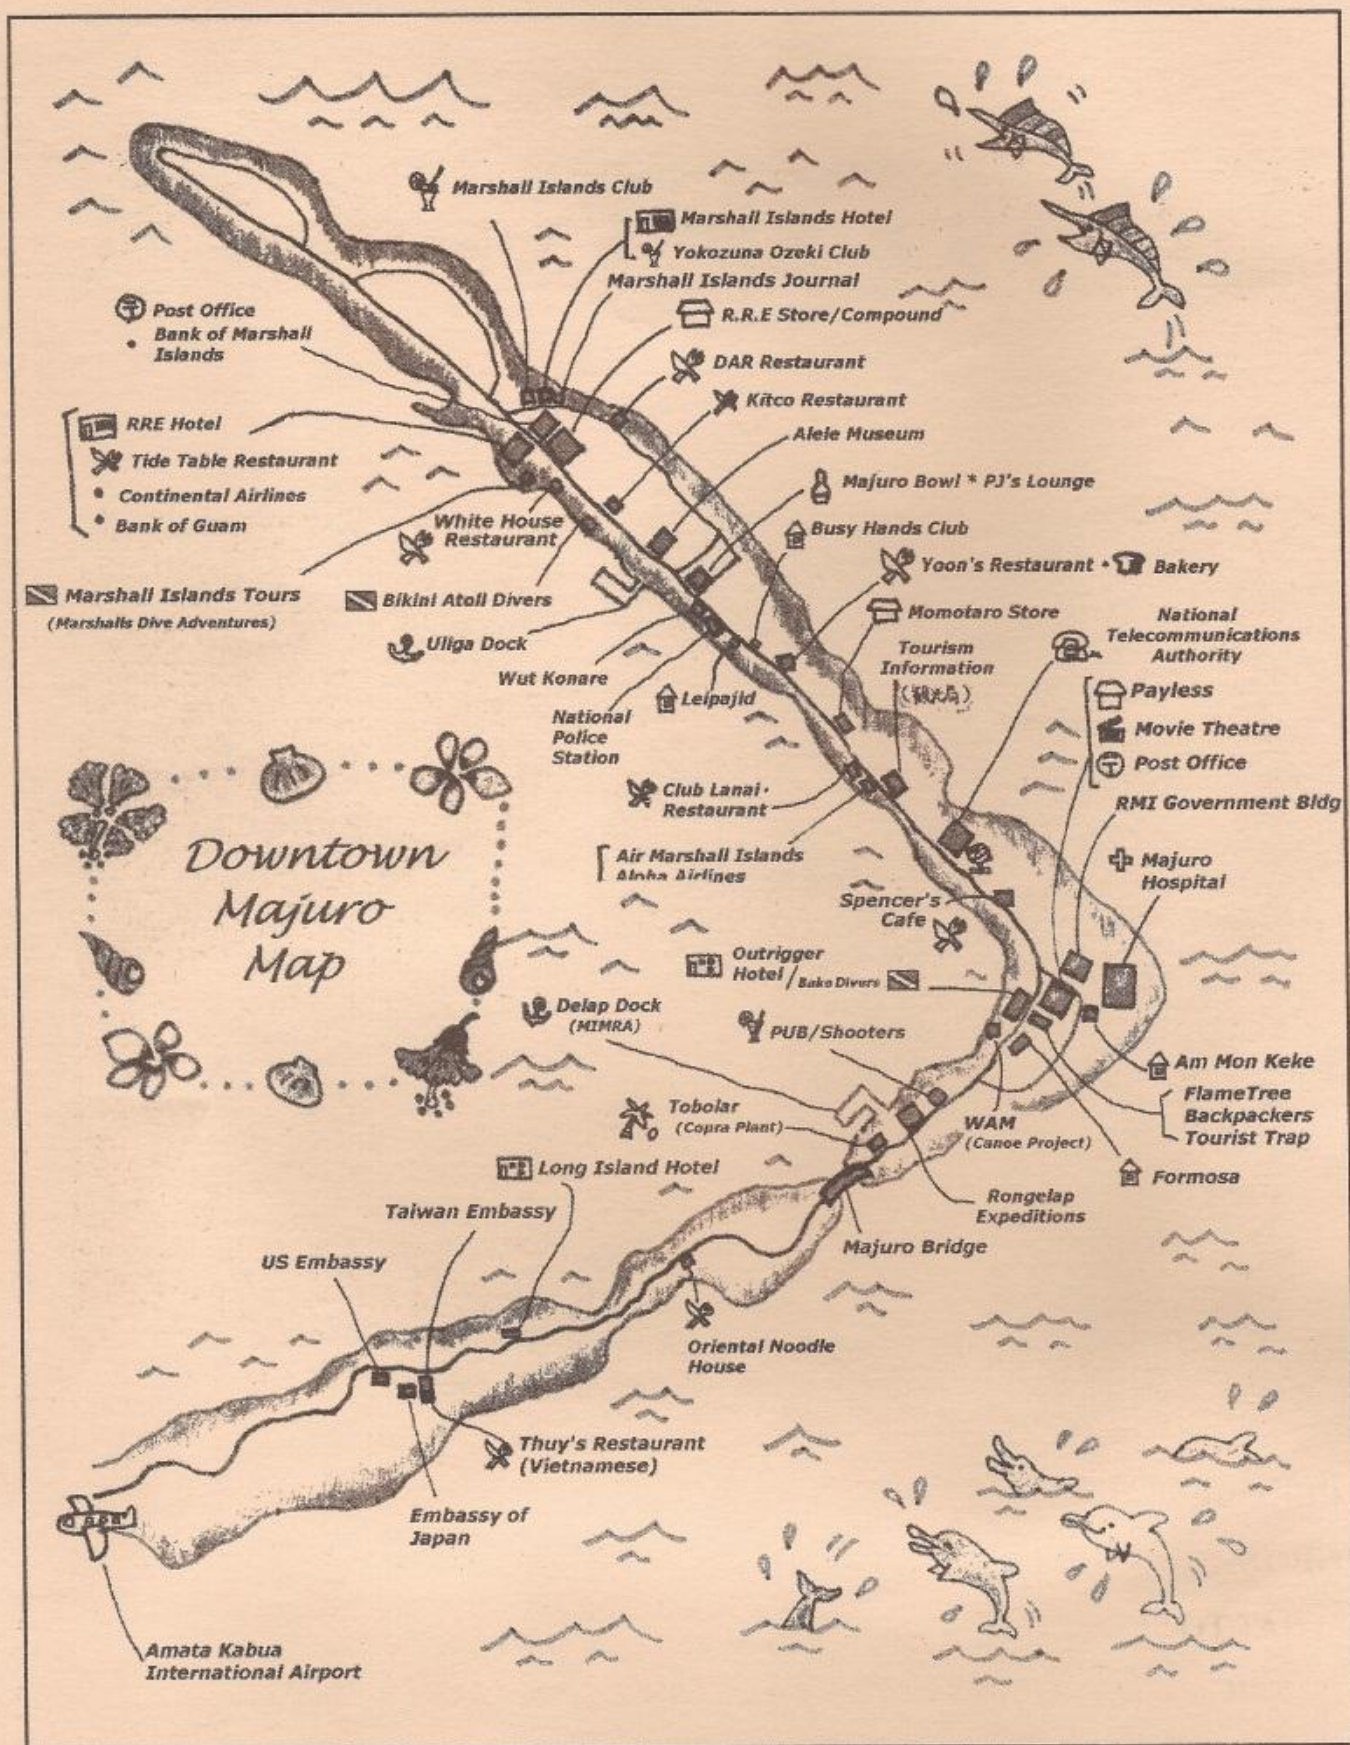 Marshall Islands Club
Marshall Islands Hotel
Yokozuna Ozeki Club
Marshall Islands Journal
R.R.E Store/Compound
DAR Restaurant
Kitco Restaurant
Alele Museum
Majuro Bowl * PJ's Lounge
Busy Hands Club
Yoon's Restaurant • Bakery
Momotaro Store
National
Telecommunications
Authority
Tourism
Information
Payless
Movie Theatre
Post Office
RMI Government Bldg
Majuro
Hospital
Post Office
• Bank of Marshall
Islands
RRE Hotel
Tide Table Restaurant
• Continental Airlines
• Bank of Guam
White House
Restaurant
Marshall Islands Tours
(Marshalls Dive Adventures)
Bikini Atoll Divers
Uliga Dock
Wut Konare
Leipajid
National
Police
Station
Club Lanai •
Restaurant
Air Marshall Islands
Aloha Airlines
Spencer's
Cafe
Downtown
Majuro
Map
Outrigger
Hotel / Bako Divers
Delap Dock
(MIMRA)
PUB/Shooters
Am Mon Keke
FlameTree
Backpackers
Tourist Trap
Tobolar
(Copra Plant)
WAM
(Canoe Project)
Formosa
Long Island Hotel
Rongelap
Expeditions
Taiwan Embassy
Majuro Bridge
US Embassy
Oriental Noodle
House
Thuy's Restaurant
(Vietnamese)
Embassy of
Japan
Amata Kabua
International Airport